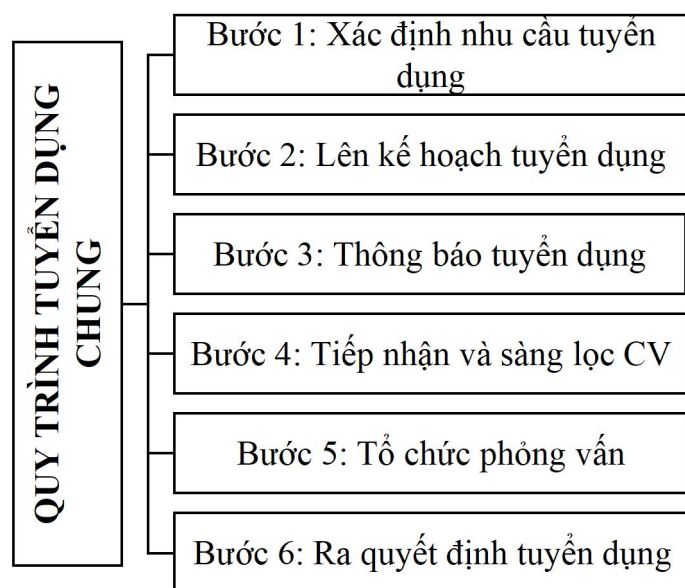 QUY TRÌNH TUYỂN DỤNG
CHUNG
Bước 1: Xác định nhu cầu tuyển
dụng
Bước 2: Lên kế hoạch tuyển dụng
Bước 3: Thông báo tuyển dụng
Bước 4: Tiếp nhận và sàng lọc CV
Bước 5: Tổ chức phỏng vấn
Bước 6: Ra quyết định tuyển dụng